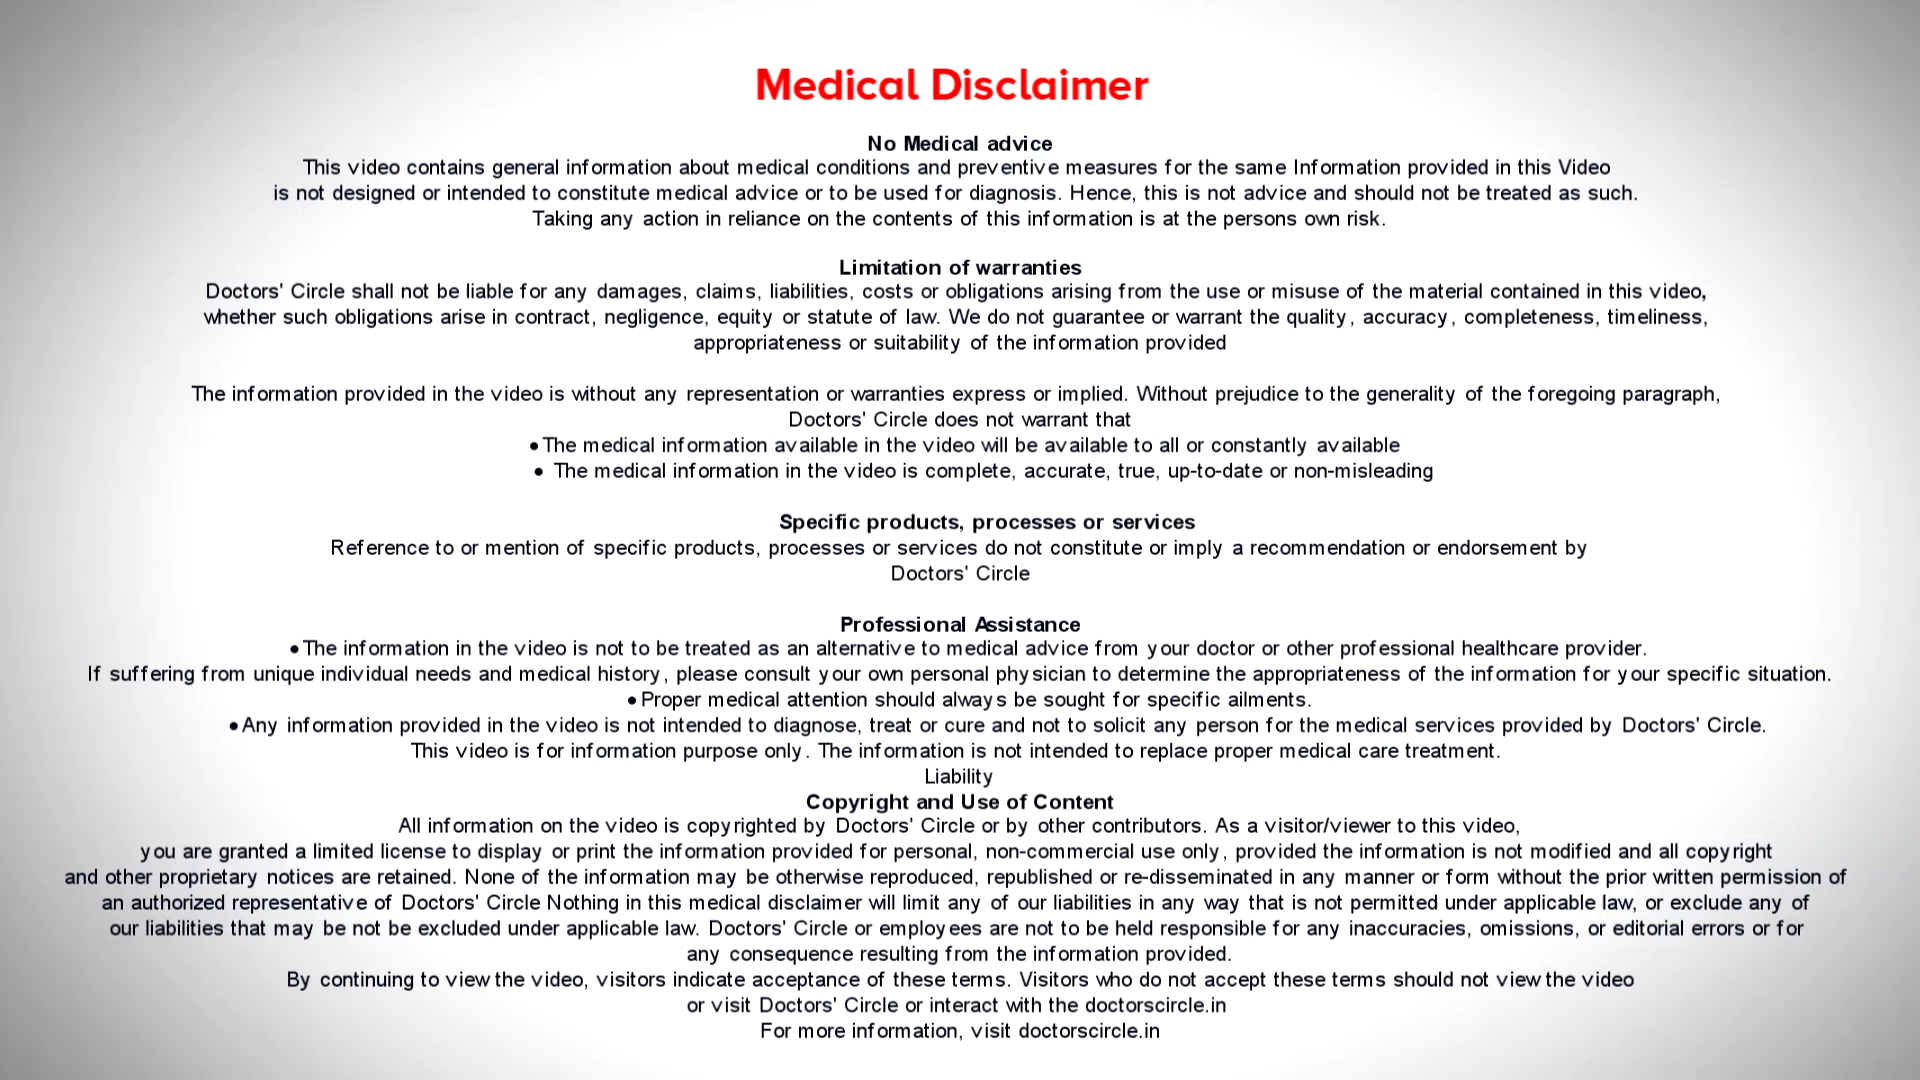 Medical Disclaimer
No Medical advice
This video contains general information about medical conditions and preventive measures for the same Information provided in this Video
is not designed or intended to constitute medical advice or to be used for diagnosis. Hence, this is not advice and should not be treated as such.
Taking any action in reliance on the contents of this information is at the persons own risk.
Limitation of warranties
Doctors' Circle shall not be liable for any damages, claims, liabilities, costs or obligations arising from the use or misuse of the material contained in this video,
whether such obligations arise in contract, negligence, equity or statute of law. We do not guarantee or warrant the quality, accuracy, completeness, timeliness,
appropriateness or suitability of the information provided
The information provided in the video is without any representation or warranties express or implied. Without prejudice to the generality of the foregoing paragraph,
Doctors' Circle does not warrant that
• The medical information available in the video will be available to all or constantly available
• The medical information in the video is complete, accurate, true, up-to-date or non-misleading
Specific products, processes or services
Reference to or mention of specific products, processes or services do not constitute or imply a recommendation or endorsement by
Doctors' Circle
Professional Assistance
• The information in the video is not to be treated as an alternative to medical advice from your doctor or other professional healthcare provider.
If suffering from unique individual needs and medical history, please consult your own personal physician to determine the appropriateness of the information for your specific situation.
• Proper medical attention should always be sought for specific ailments.
• Any information provided in the video is not intended to diagnose, treat or cure and not to solicit any person for the medical services provided by Doctors' Circle.
This video is for information purpose only. The information is not intended to replace proper medical care treatment.
Liability
Copyright and Use of Content
All information on the video is copyrighted by Doctors' Circle or by other contributors. As a visitor/viewer to this video,
you are granted a limited license to display or print the information provided for personal, non-commercial use only, provided the information is not modified and all copyright
and other proprietary notices are retained. None of the information may be otherwise reproduced, republished or re-disseminated in any manner or form without the prior written permission of
an authorized representative of Doctors' Circle Nothing in this medical disclaimer will limit any of our liabilities in any way that is not permitted under applicable law, or exclude any of
our liabilities that may be not be excluded under applicable law. Doctors' Circle or employees are not to be held responsible for any inaccuracies, omissions, or editorial errors or for
any consequence resulting from the information provided.
By continuing to view the video, visitors indicate acceptance of these terms. Visitors who do not accept these terms should not view the video
or visit Doctors' Circle or interact with the doctorscircle.in
For more information, visit doctorscircle.in